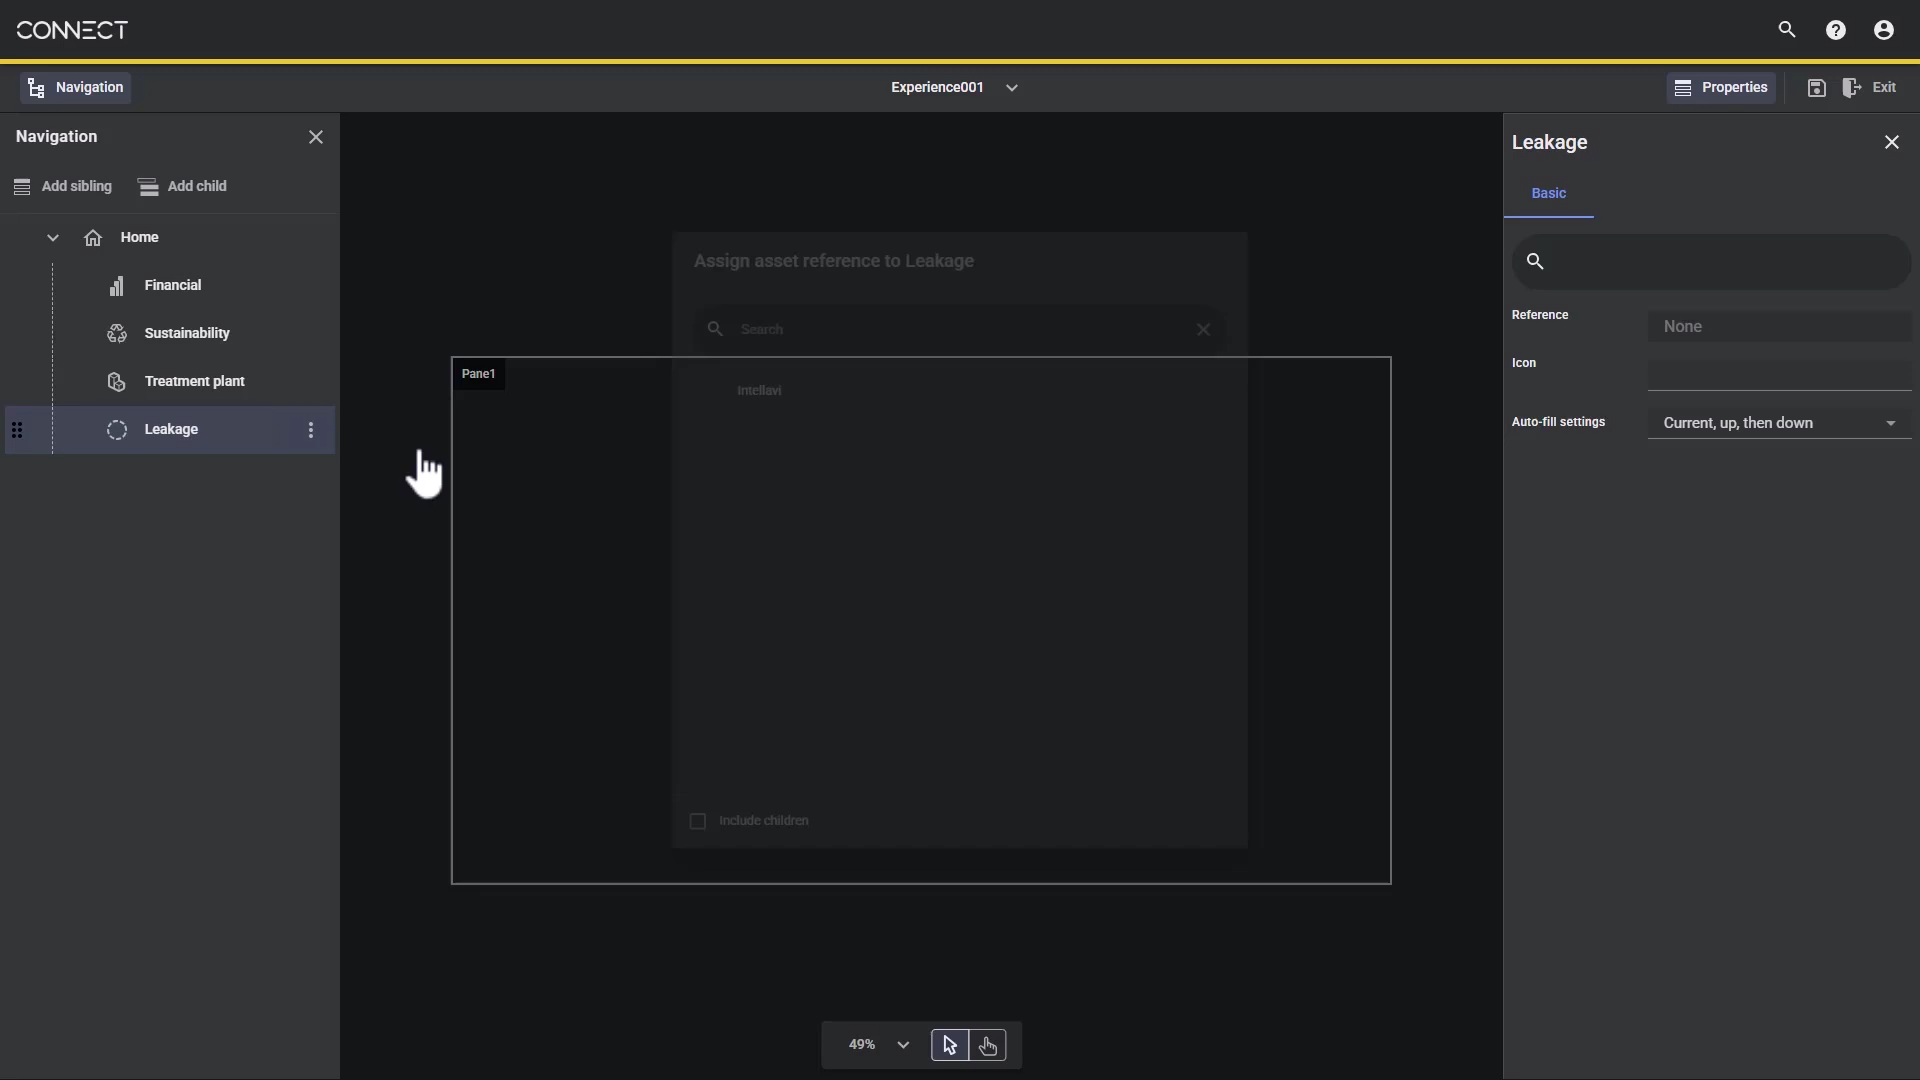 CONNECT
Navigation
Experience001
Properties
Exit
Navigation
Add sibling
Add child
Home
Financial
Sustainability
Treatment plant
Leakage
Assign asset reference to Leakage
Search
Pane1
Intellavi
Include children
49%
Leakage
Basic
Reference
None
Icon
Auto-fill settings
Current, up, then down